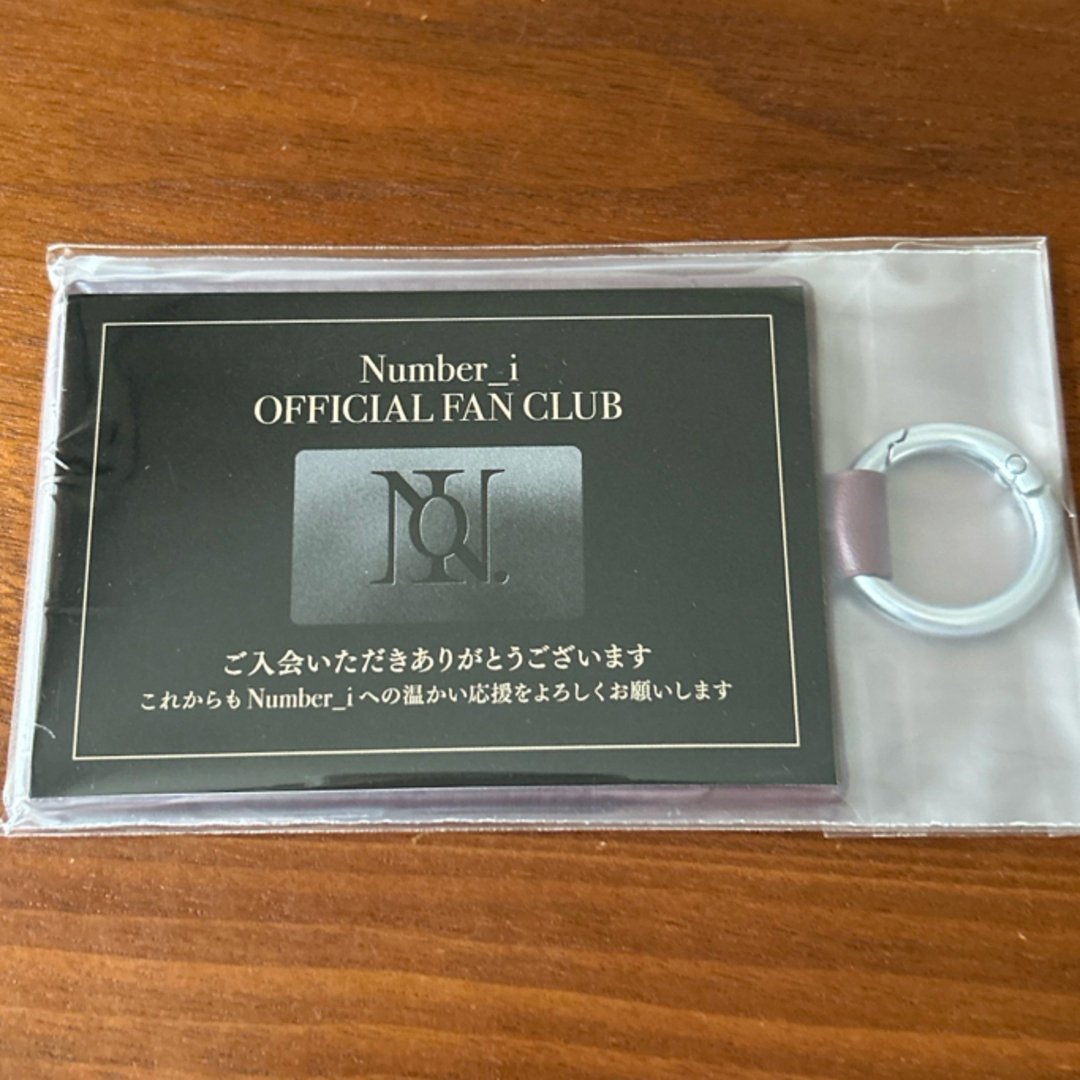 Number_i
OFFICIAL FAN CLUB
ご入会いただきありがとうございます
これからもNumber_iへの温かい応援をよろしくお願いします